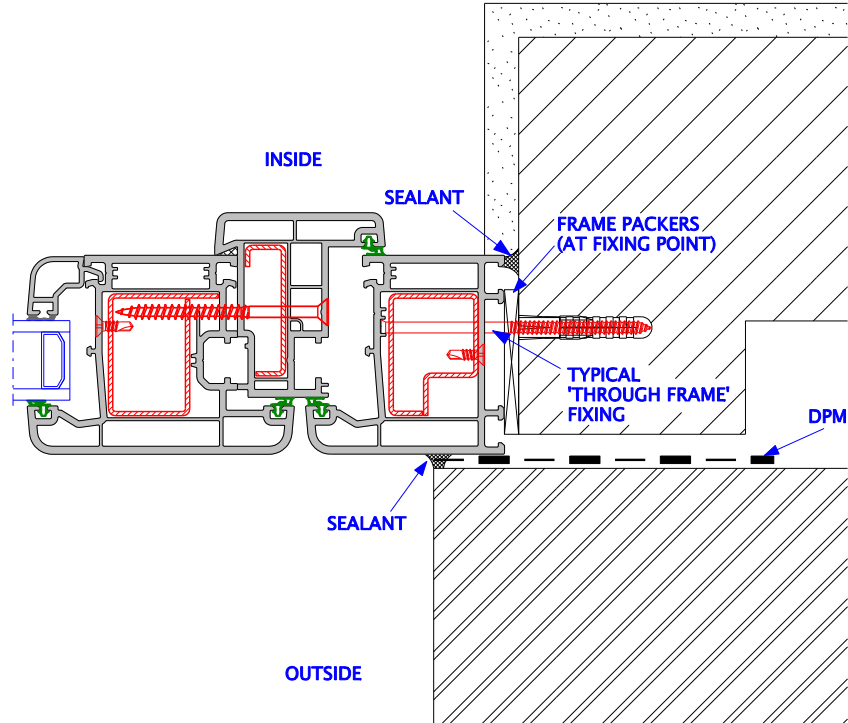 INSIDE
SEALANT
FRAME PACKERS
(AT FIXING POINT)
TYPICAL
'THROUGH FRAME'
FIXING
DPM
SEALANT
OUTSIDE